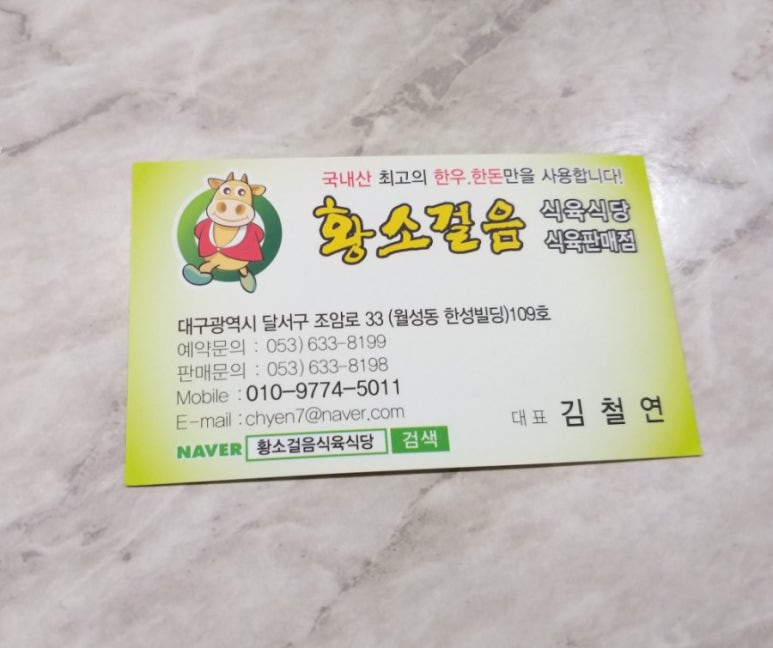 국내산 최고의 한우.한돈만을 사용합니다!
황소걸음 식육식당
식육판매점
대구광역시 달서구 조암로 33 (월성동 한성빌딩)109호
예약문의 : 053) 633-8199
판매문의 : 053) 633-8198
Mobile : 010-9774-5011
E-mail : chyen7@naver.com
대표 김철연
NAVER 황소걸음식육식당 검색